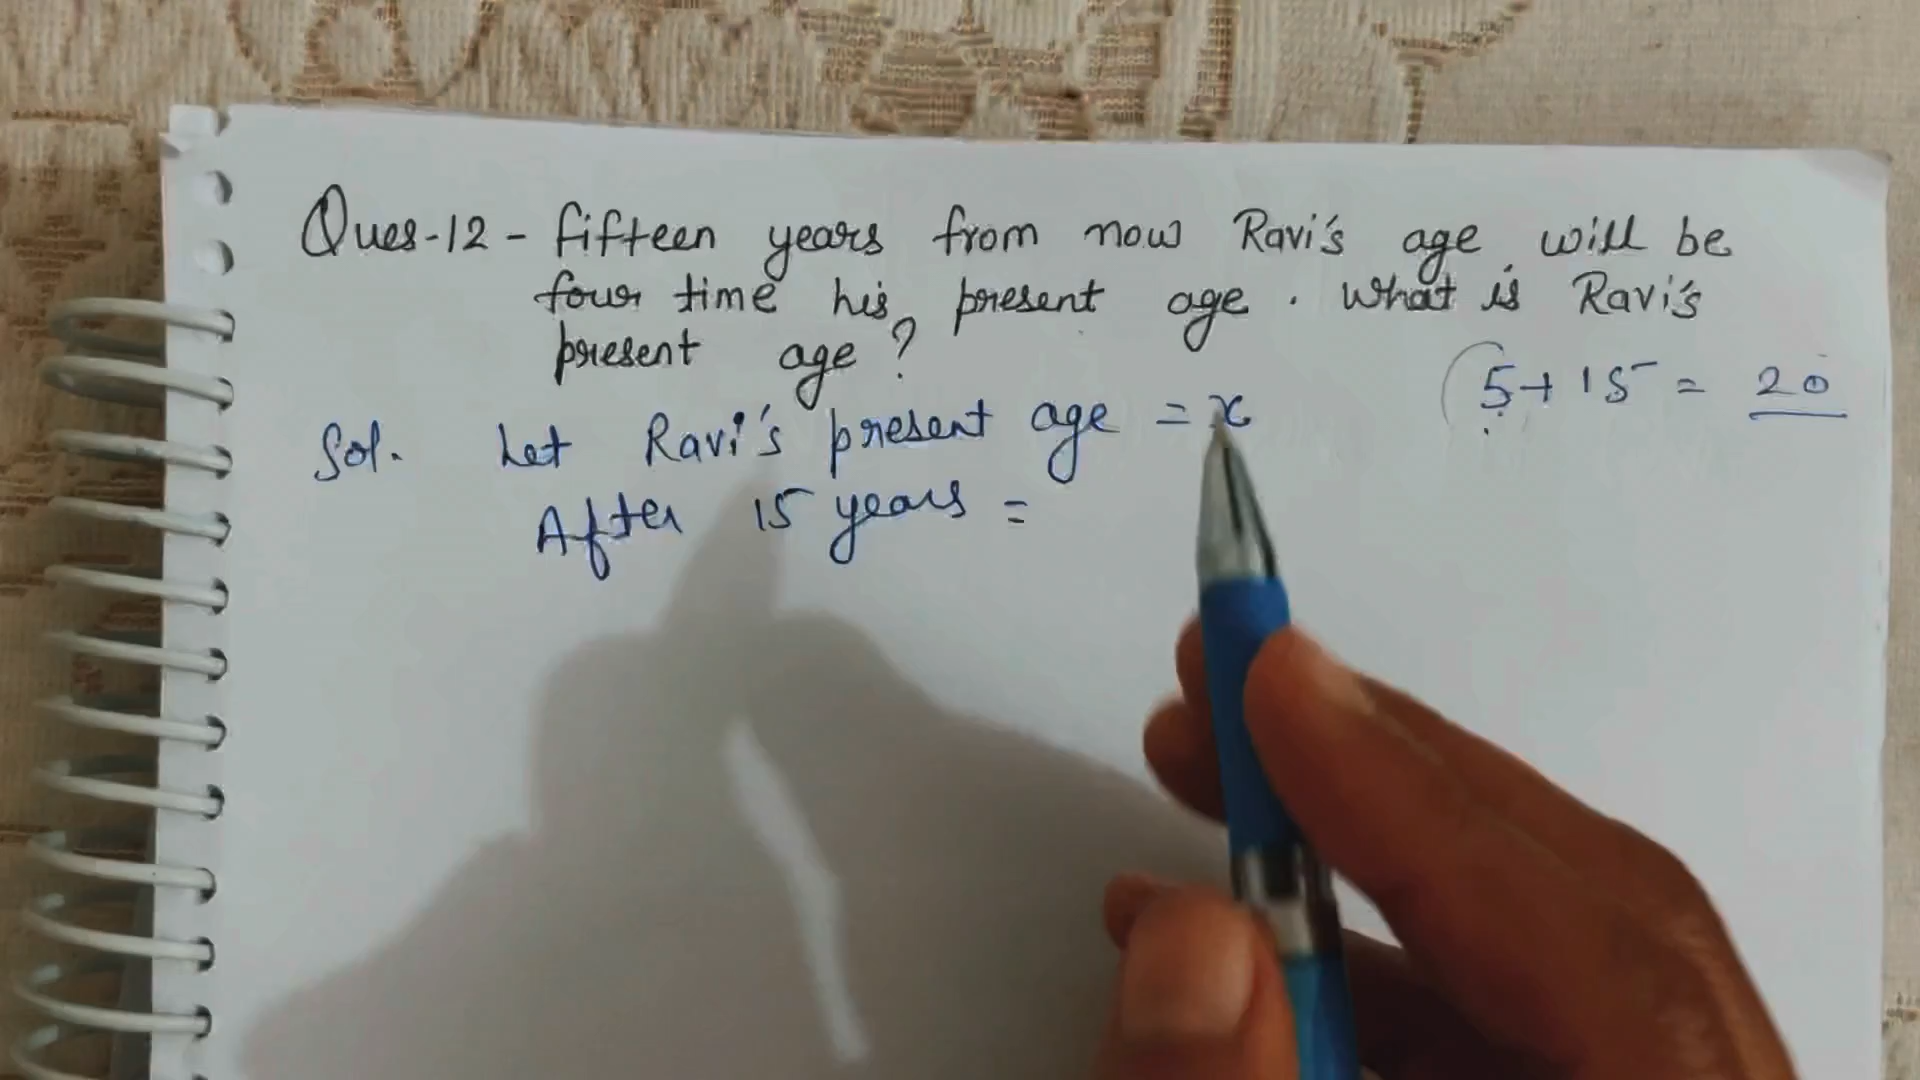 Ques-12 - fifteen years from now Ravi's age will be
four time his present age. What is Ravi's
present age?
5+15 = 20
Sol. Let Ravi's present age = x
After 15 years =